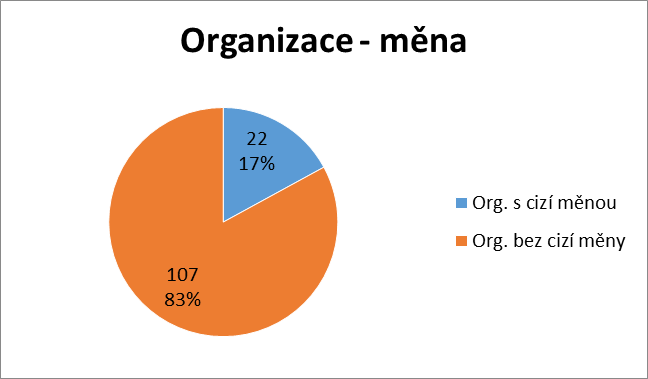 Organizace - měna
22
17%
107
83%
Org. s cizí měnou
Org. bez cizí měny